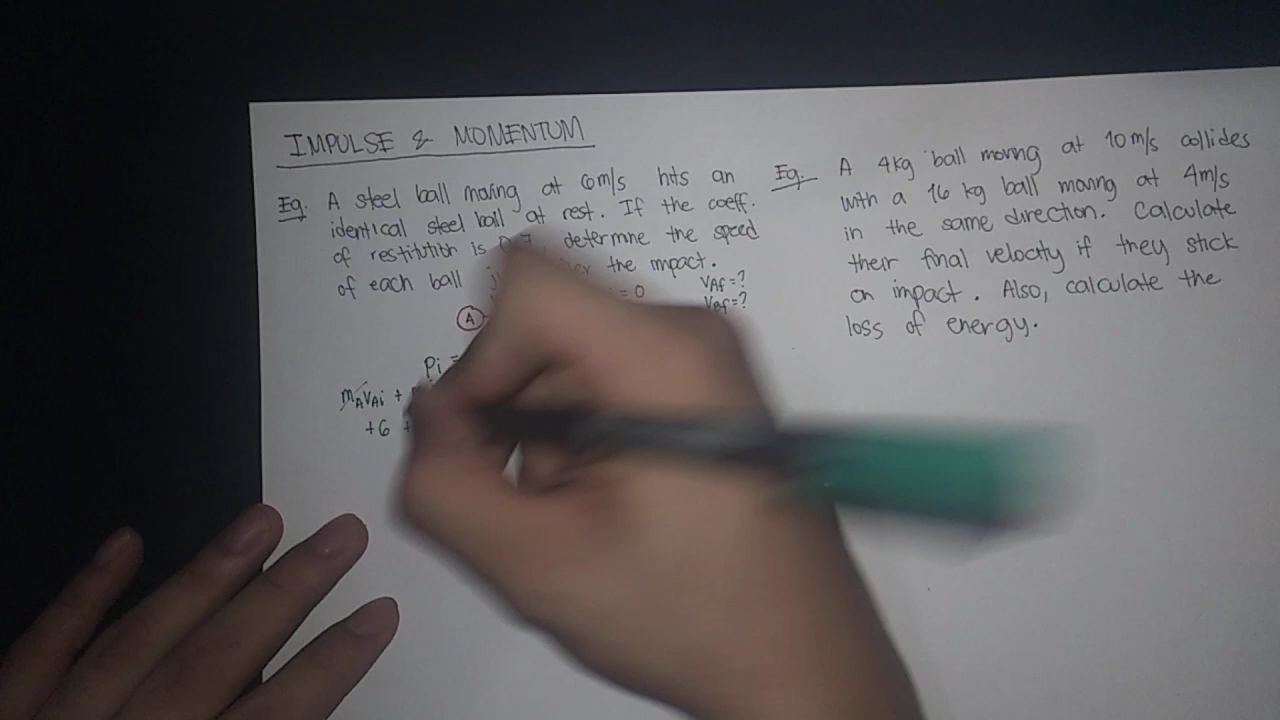 IMPULSE & MOMENTUM
Eg. A steel ball moving at 6m/s hits an
identical steel ball at rest. If the coeff.
of restitution is determine the speed
of each ball the impact.
= 0 VAf = ?
VBf = ?
A
Pi =
mAVAi +
+6 +
Eg. A 4kg ball moving at 10m/s collides
with a 16 kg ball moving at 4m/s
in the same direction. Calculate
their final velocity if they stick
on impact. Also, calculate the
loss of energy.